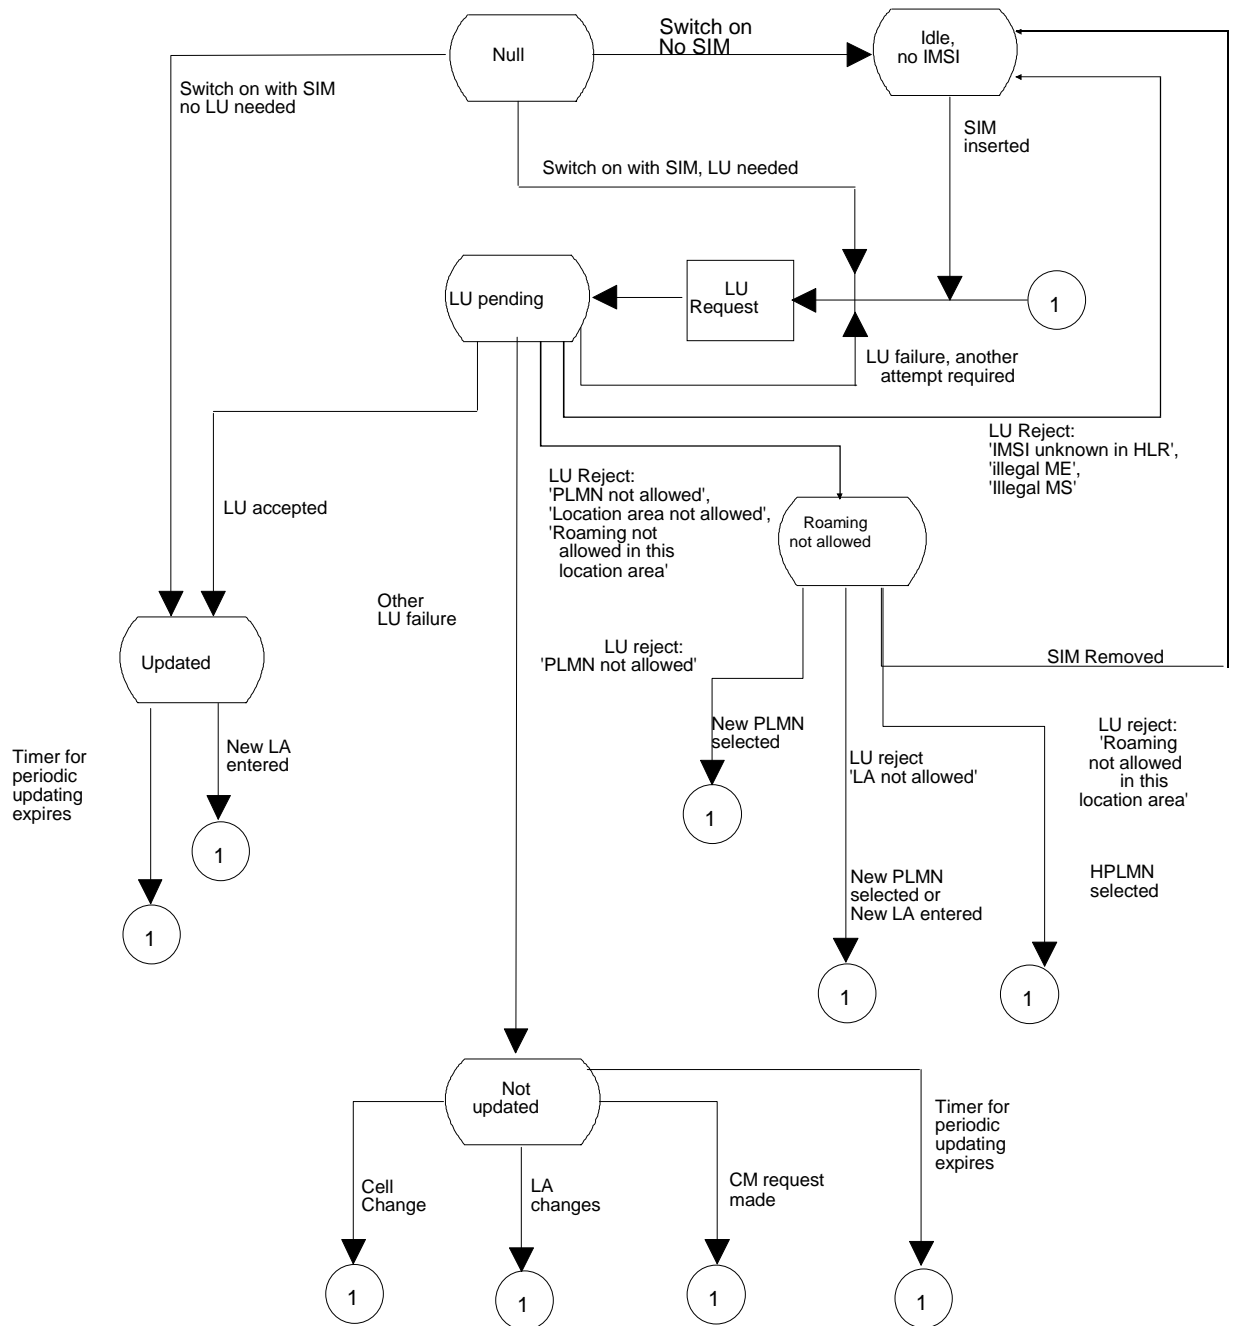 Switch on
No SIM
Null
Idle,
no IMSI
Switch on with SIM
no LU needed
SIM
inserted
Switch on with SIM, LU needed
LU pending
LU
Request
1
LU failure, another
attempt required
LU Reject:
'IMSI unknown in HLR',
'illegal ME',
'Illegal MS'
LU Reject:
'PLMN not allowed',
'Location area not allowed',
'Roaming not
allowed in this
location area'
LU accepted
Roaming
not allowed
Other
LU failure
LU reject:
'PLMN not allowed'
SIM Removed
Updated
New PLMN
selected
LU reject
'LA not allowed'
LU reject:
'Roaming
not allowed
in this
location area'
Timer for
periodic
updating
expires
New LA
entered
1
1
1
New PLMN
selected or
New LA entered
HPLMN
selected
1
1
Not
updated
Timer for
periodic
updating
expires
Cell
Change
LA
changes
CM request
made
1
1
1
1